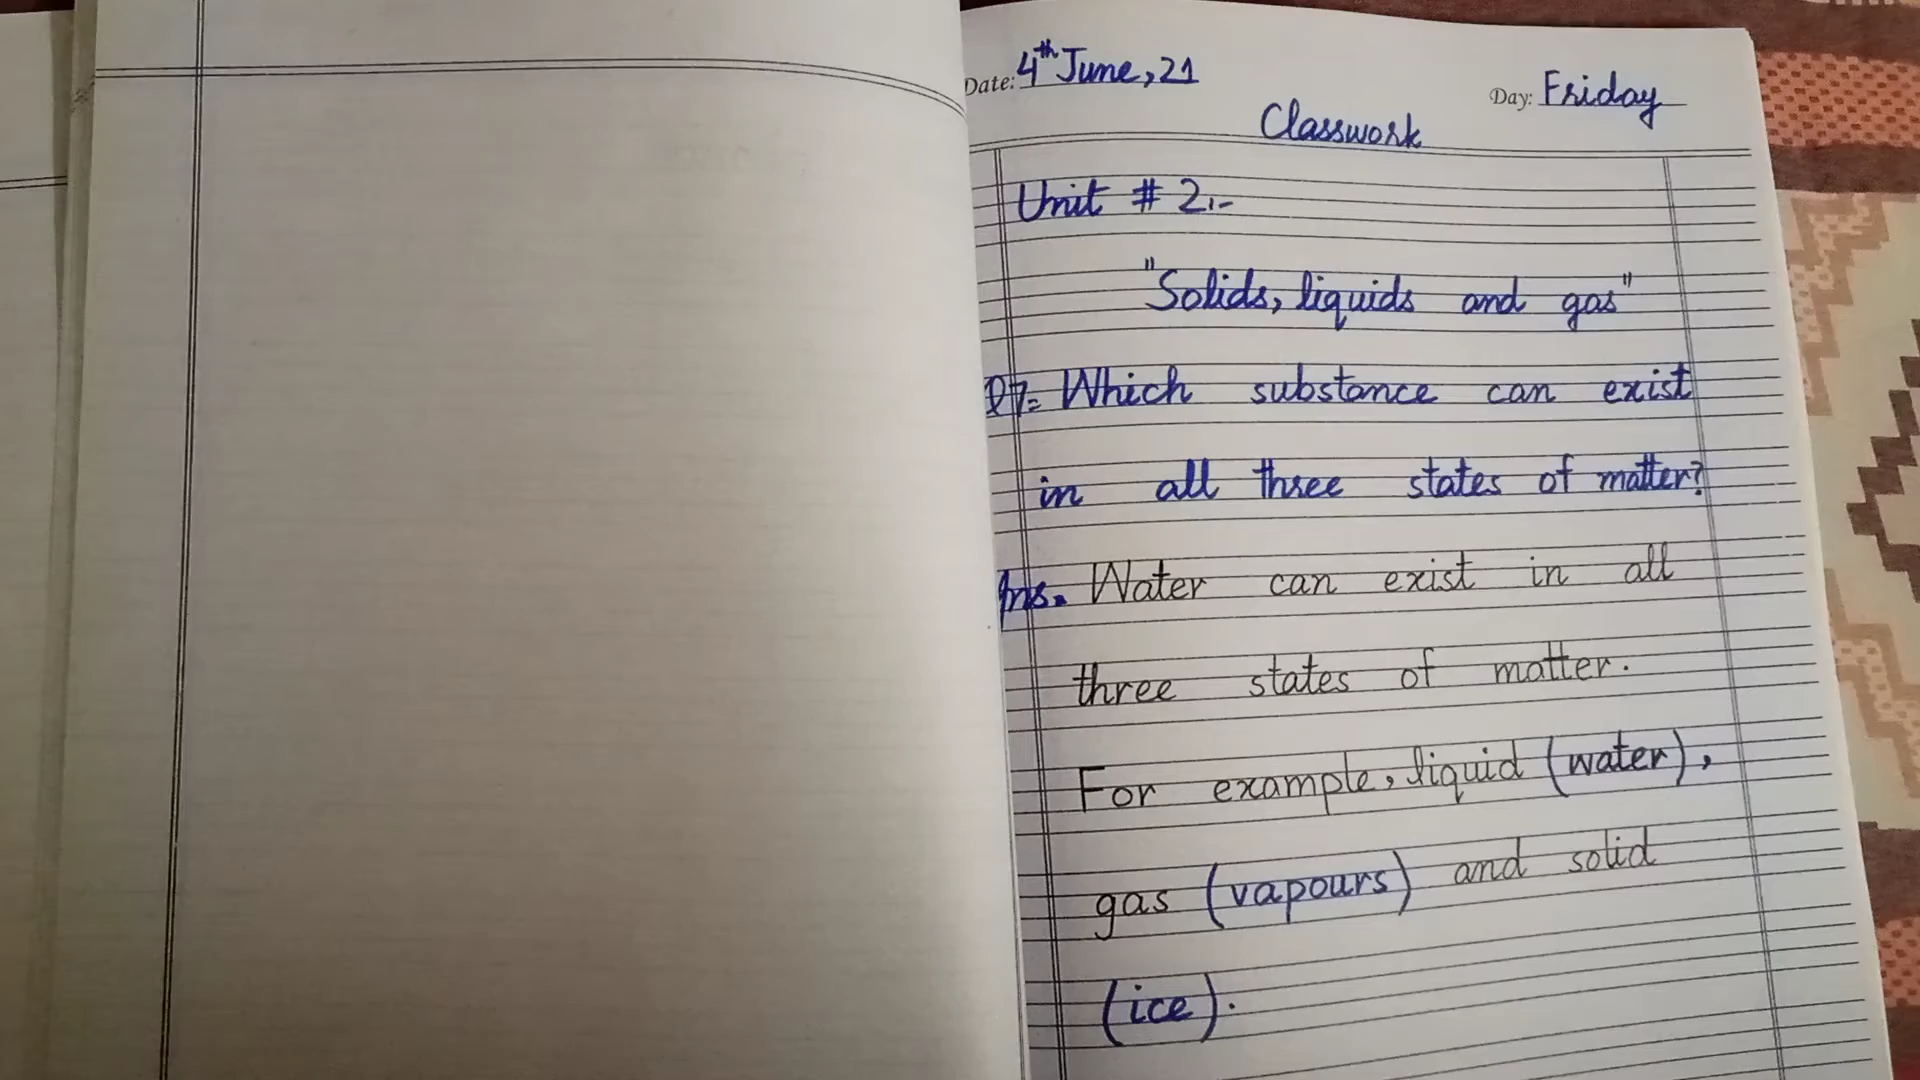 Date: 4th June, 21
Day: Friday
Classwork
Unit # 2:-
"Solids, liquids and gas"
Q7= Which substance can exist
in all three states of matter?
Ans. Water can exist in all
three states of matter.
For example, liquid (water),
gas (vapours) and solid
(ice).